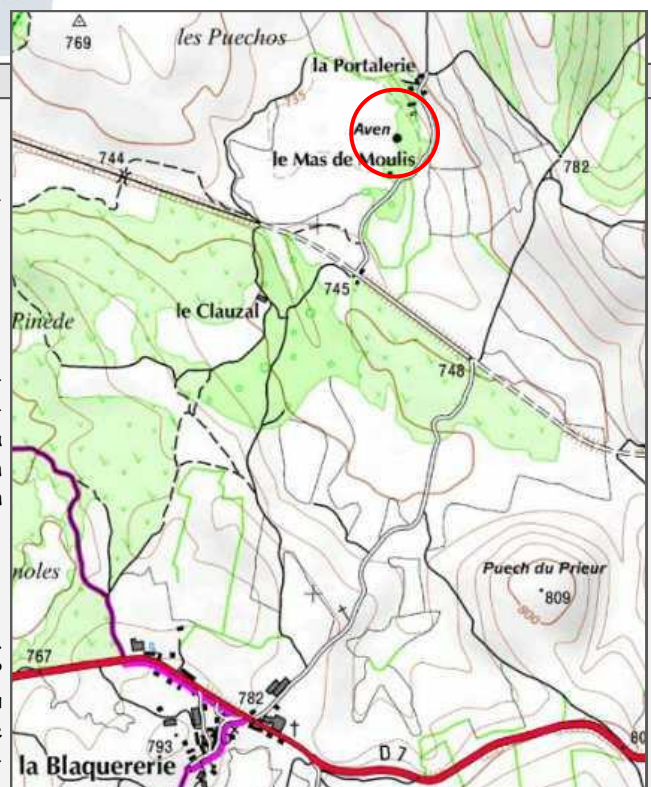 769
les Puechos
la Portalerie
735
Aven
le Mas de Moulis
744
782
745
le Clauzal
Pinède
748
noles
Puech du Prieur
809
800
767
782
D 7
80
793
la Blaquererie